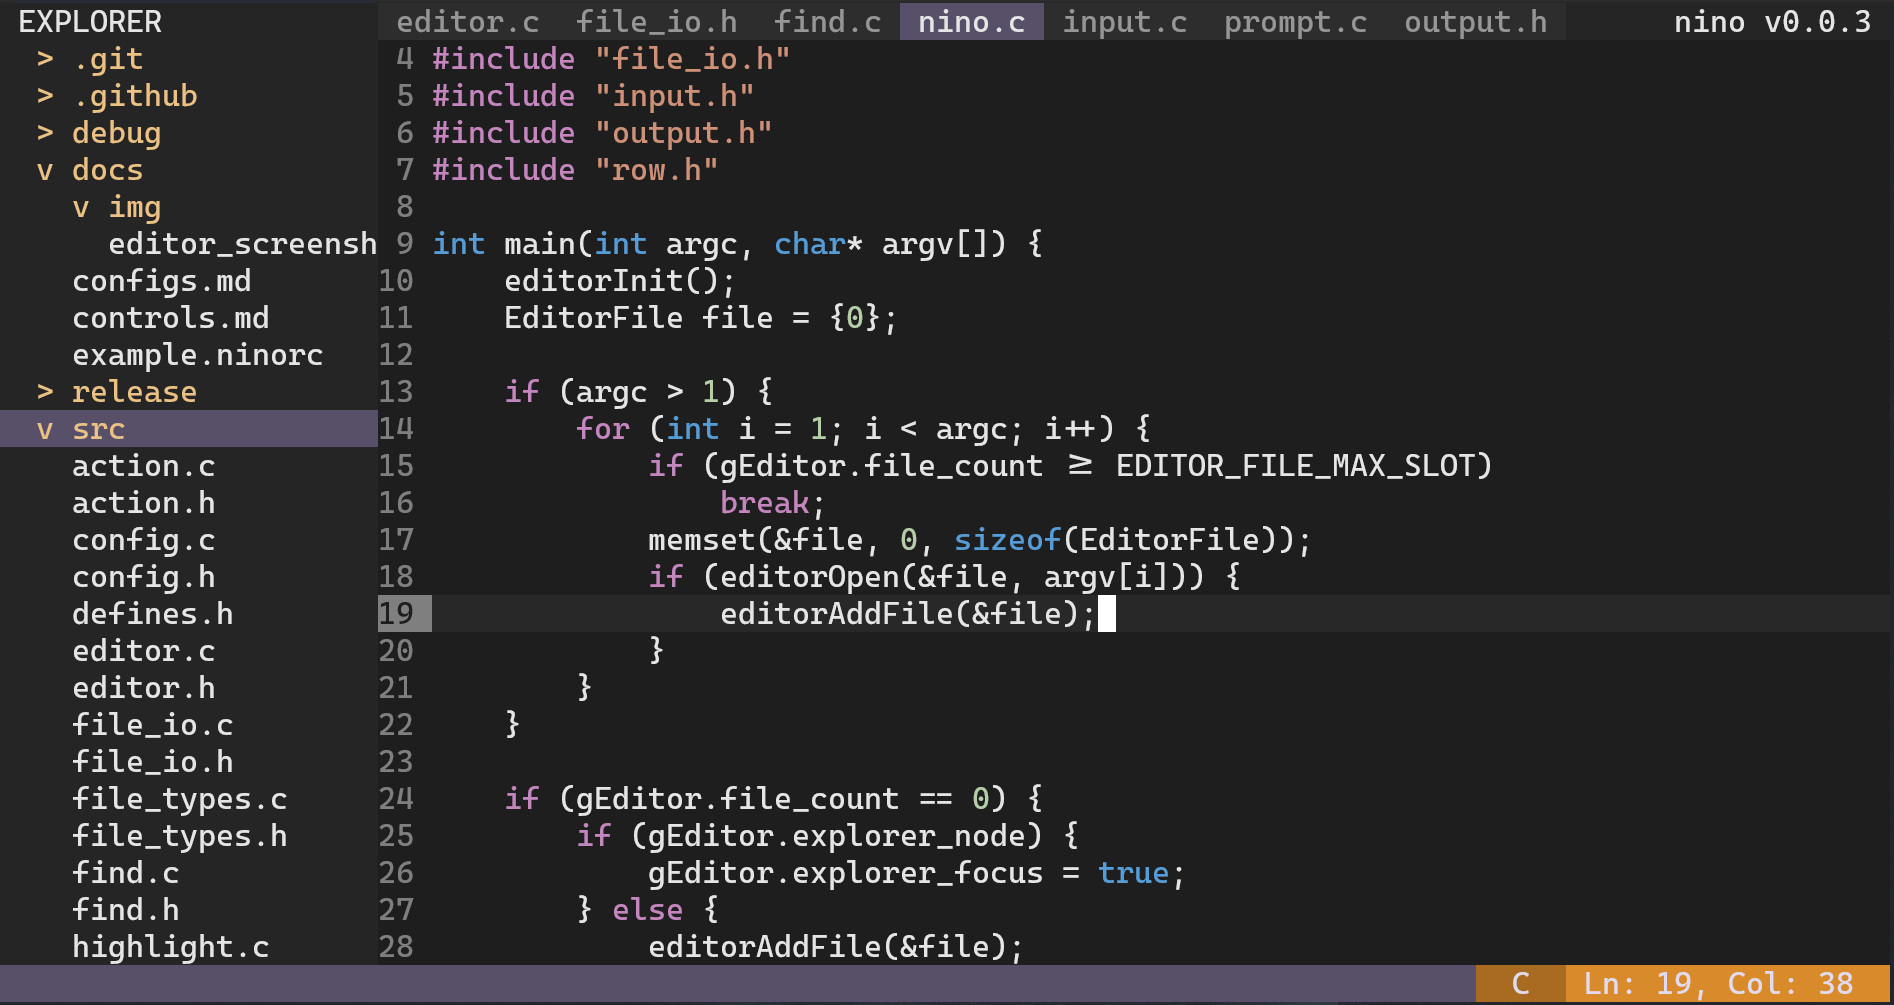 EXPLORER
> .git
> .github
> debug
v docs
v img
editor_screensh
configs.md
controls.md
example.ninorc
> release
v src
action.c
action.h
config.c
config.h
defines.h
editor.c
editor.h
file_io.c
file_io.h
file_types.c
file_types.h
find.c
find.h
highlight.c
editor.c file_io.h find.c nino.c input.c prompt.c output.h nino v0.0.3
4 #include "file_io.h"
5 #include "input.h"
6 #include "output.h"
7 #include "row.h"
8
9 int main(int argc, char* argv[]) {
10 editorInit();
11 EditorFile file = {0};
12
13 if (argc > 1) {
14 for (int i = 1; i < argc; i++) {
15 if (gEditor.file_count >= EDITOR_FILE_MAX_SLOT)
16 break;
17 memset(&file, 0, sizeof(EditorFile));
18 if (editorOpen(&file, argv[i])) {
19 editorAddFile(&file);
20 }
21 }
22 }
23
24 if (gEditor.file_count == 0) {
25 if (gEditor.explorer_node) {
26 gEditor.explorer_focus = true;
27 } else {
28 editorAddFile(&file);
C Ln: 19, Col: 38